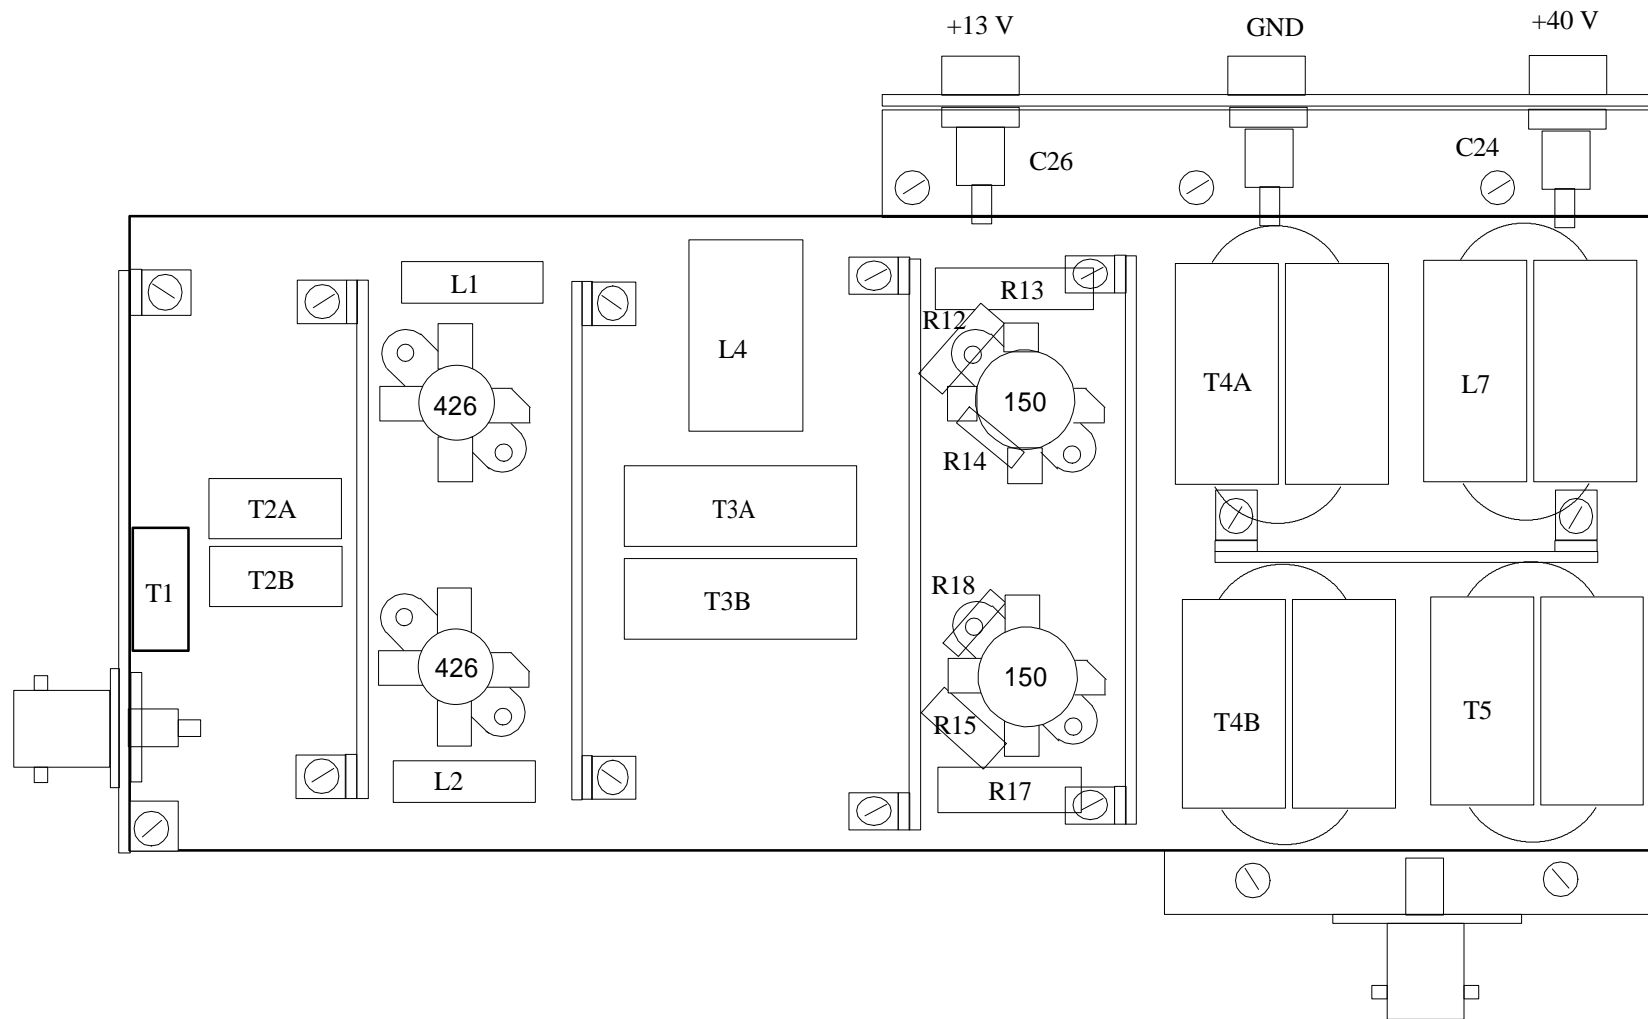 +13 V
GND
+40 V
C26
C24
L1
R13
R12
L4
T4A
L7
426
150
R14
T2A
T3A
T2B
T1
T3B
R18
426
150
R15
T4B
T5
L2
R17